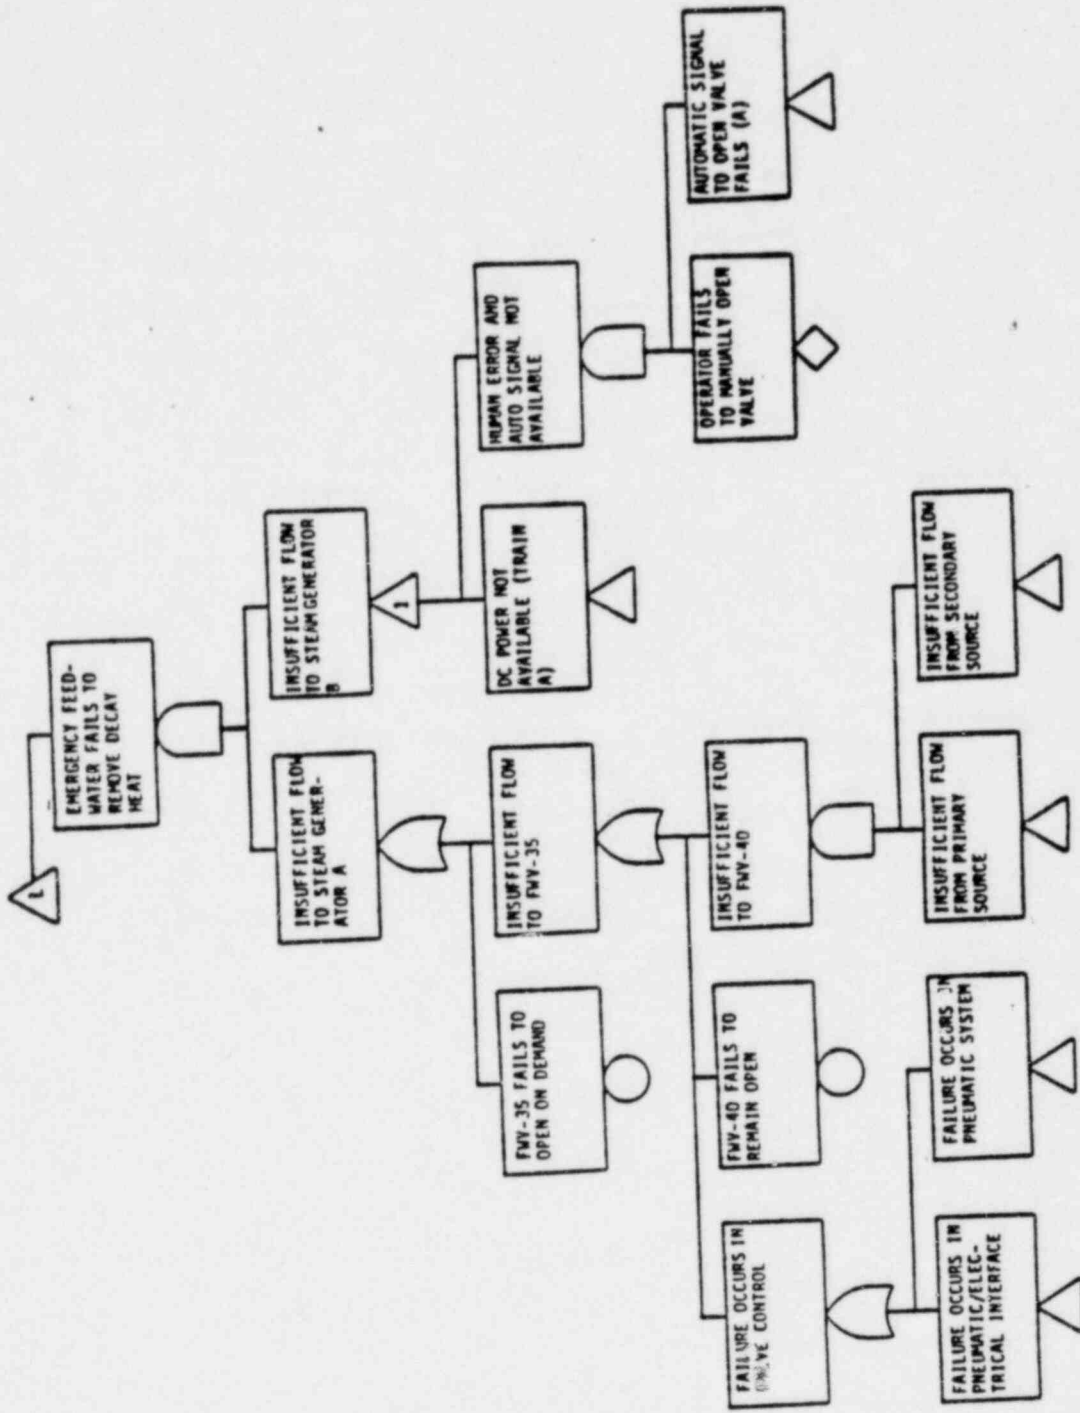 L
EMERGENCY FEED-
WATER FAILS TO
REMOVE DECAY
HEAT
INSUFFICIENT FLOW
TO STEAM GENER-
ATOR A
INSUFFICIENT FLOW
TO STEAM GENERATOR
B
1
FWV-35 FAILS TO
OPEN ON DEMAND
INSUFFICIENT FLOW
TO FWV-35
DC POWER NOT
AVAILABLE (TRAIN
A)
HUMAN ERROR AND
AUTO SIGNAL NOT
AVAILABLE
FAILURE OCCURS IN
CONTROL
FWV-40 FAILS TO
REMAIN OPEN
INSUFFICIENT FLOW
TO FWV-40
OPERATOR FAILS
TO MANUALLY OPEN
VALVE
AUTOMATIC SIGNAL
TO OPEN VALVE
FAILS (A)
FAILURE OCCURS IN
PNEUMATIC/ELEC-
TRICAL INTERFACE
FAILURE OCCURS IN
PNEUMATIC SYSTEM
INSUFFICIENT FLOW
FROM PRIMARY
SOURCE
INSUFFICIENT FLOW
FROM SECONDARY
SOURCE